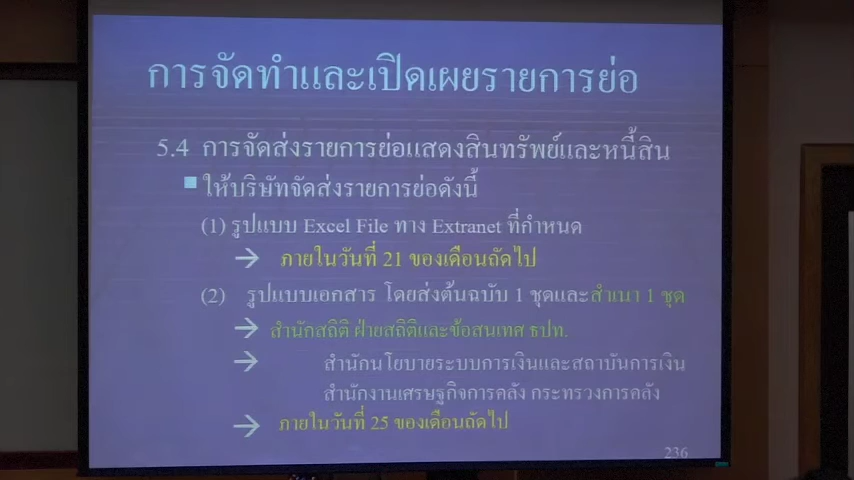 การจัดทำและเปิดเผยรายการย่อ
5.4 การจัดส่งรายการย่อแสดงสินทรัพย์และหนี้สิน
ให้บริษัทจัดส่งรายการย่อดังนี้
(1) รูปแบบ Excel File ทาง Extranet ที่กำหนด
→ ภายในวันที่ 21 ของเดือนถัดไป
(2) รูปแบบเอกสาร โดยส่งต้นฉบับ 1 ชุดและสำเนา 1 ชุด
→ สำนักสถิติ ฝ่ายสถิติและข้อสนเทศ ธปท.
→ สำนักนโยบายระบบการเงินและสถาบันการเงิน
สำนักงานเศรษฐกิจการคลัง กระทรวงการคลัง
→ ภายในวันที่ 25 ของเดือนถัดไป
236